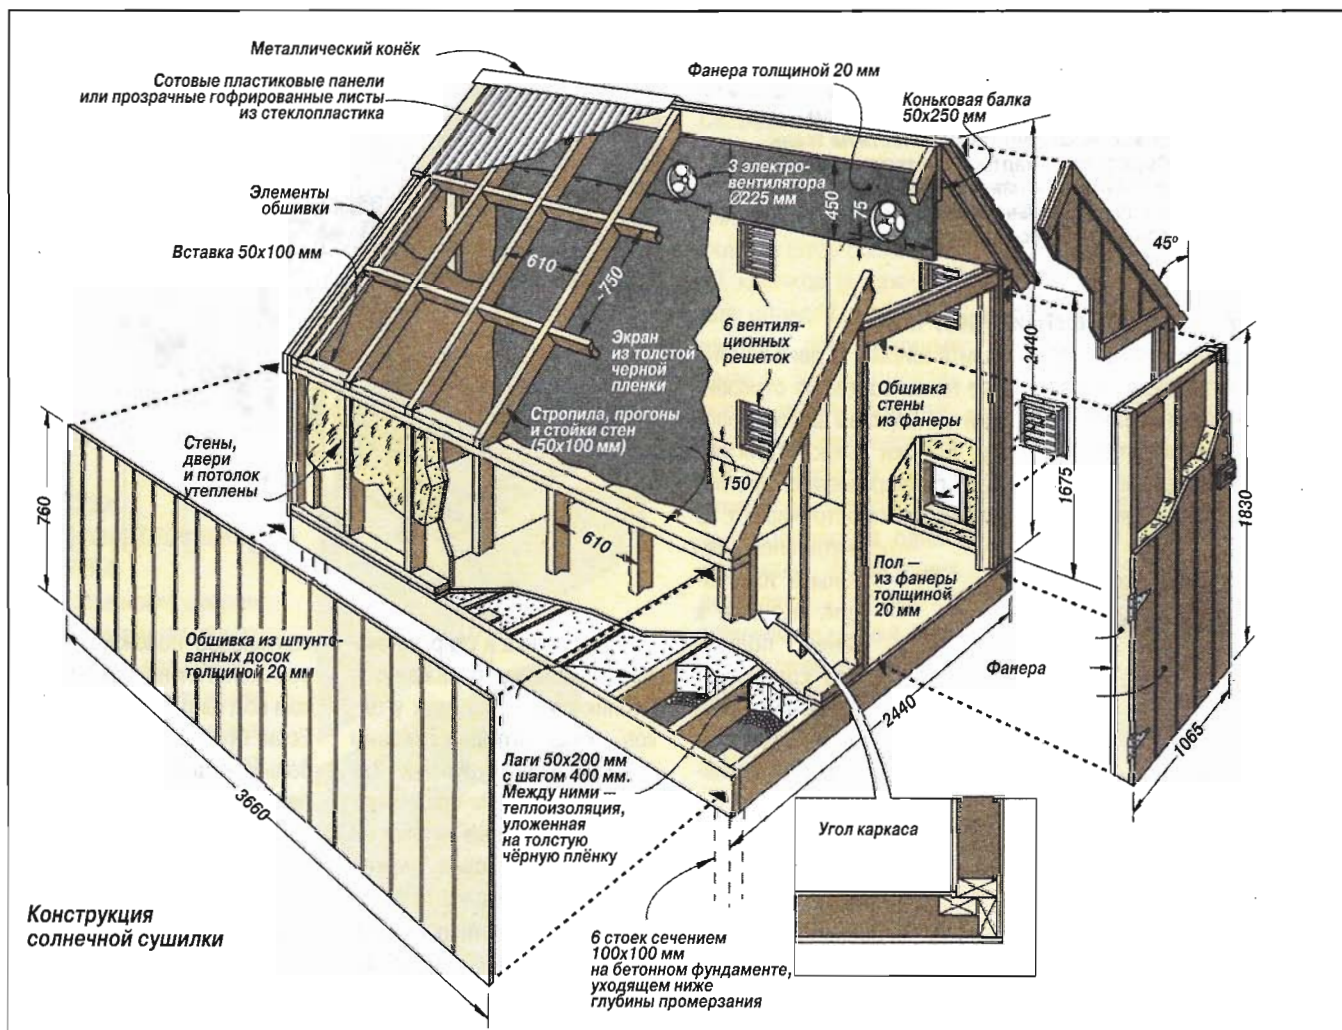 Металлический конёк
Сотовые пластиковые панели
или прозрачные гофрированные листы
из стеклопластика
Фанера толщиной 20 мм
Коньковая балка
50х250 мм
Элементы
обшивки
Вставка 50х100 мм
3 электро-
вентилятора
Ø225 мм
450
75
45º
610
~750
Экран
из толстой
черной
пленки
6 вентиля-
ционных
решеток
2440
Обшивка
стены
из фанеры
Стропила, прогоны
и стойки стен
(50х100 мм)
Стены,
двери
и потолок
утеплены
150
1675
1830
760
610
Пол –
из фанеры
толщиной
20 мм
Обшивка из шпунто-
ванных досок
толщиной 20 мм
Фанера
2440
1065
3660
Лаги 50х200 мм
с шагом 400 мм.
Между ними –
теплоизоляция,
уложенная
на толстую
чёрную плёнку
Угол каркаса
Конструкция
солнечной сушилки
6 стоек сечением
100х100 мм
на бетонном фундаменте,
уходящем ниже
глубины промерзания